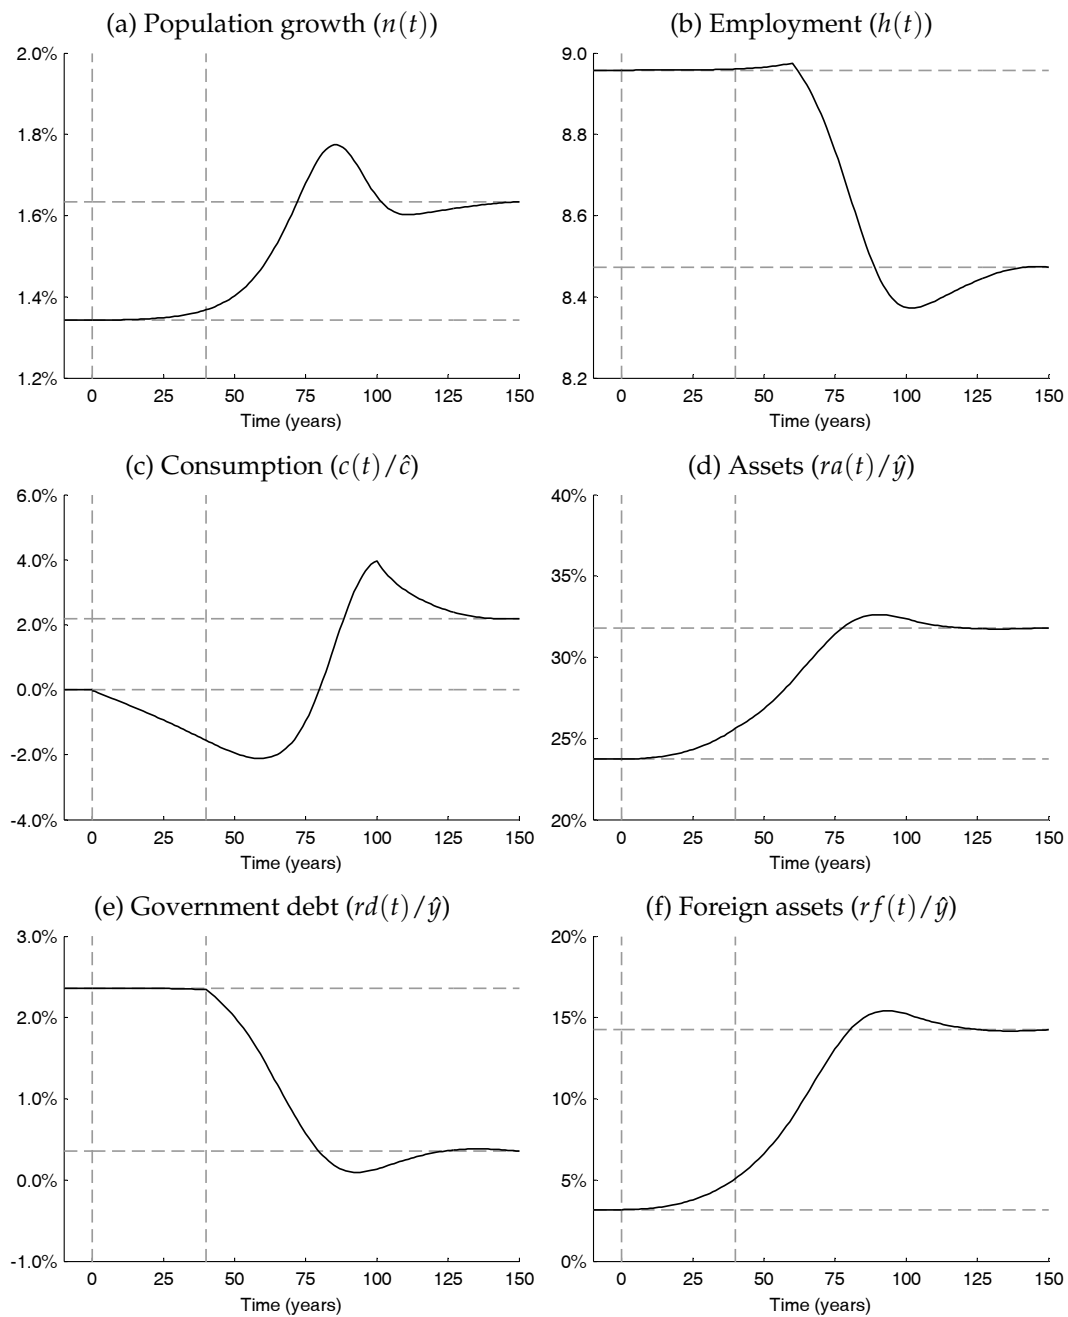 (a) Population growth (n(t))
2.0%
1.8%
1.6%
1.4%
1.2%
0 25 50 75 100 125 150
Time (years)
(b) Employment (h(t))
9.0
8.8
8.6
8.4
8.2
0 25 50 75 100 125 150
Time (years)
(c) Consumption (c(t)/ĉ)
6.0%
4.0%
2.0%
0.0%
-2.0%
-4.0%
0 25 50 75 100 125 150
Time (years)
(d) Assets (ra(t)/ŷ)
40%
35%
30%
25%
20%
0 25 50 75 100 125 150
Time (years)
(e) Government debt (rd(t)/ŷ)
3.0%
2.0%
1.0%
0.0%
-1.0%
0 25 50 75 100 125 150
Time (years)
(f) Foreign assets (rf(t)/ŷ)
20%
15%
10%
5%
0%
0 25 50 75 100 125 150
Time (years)